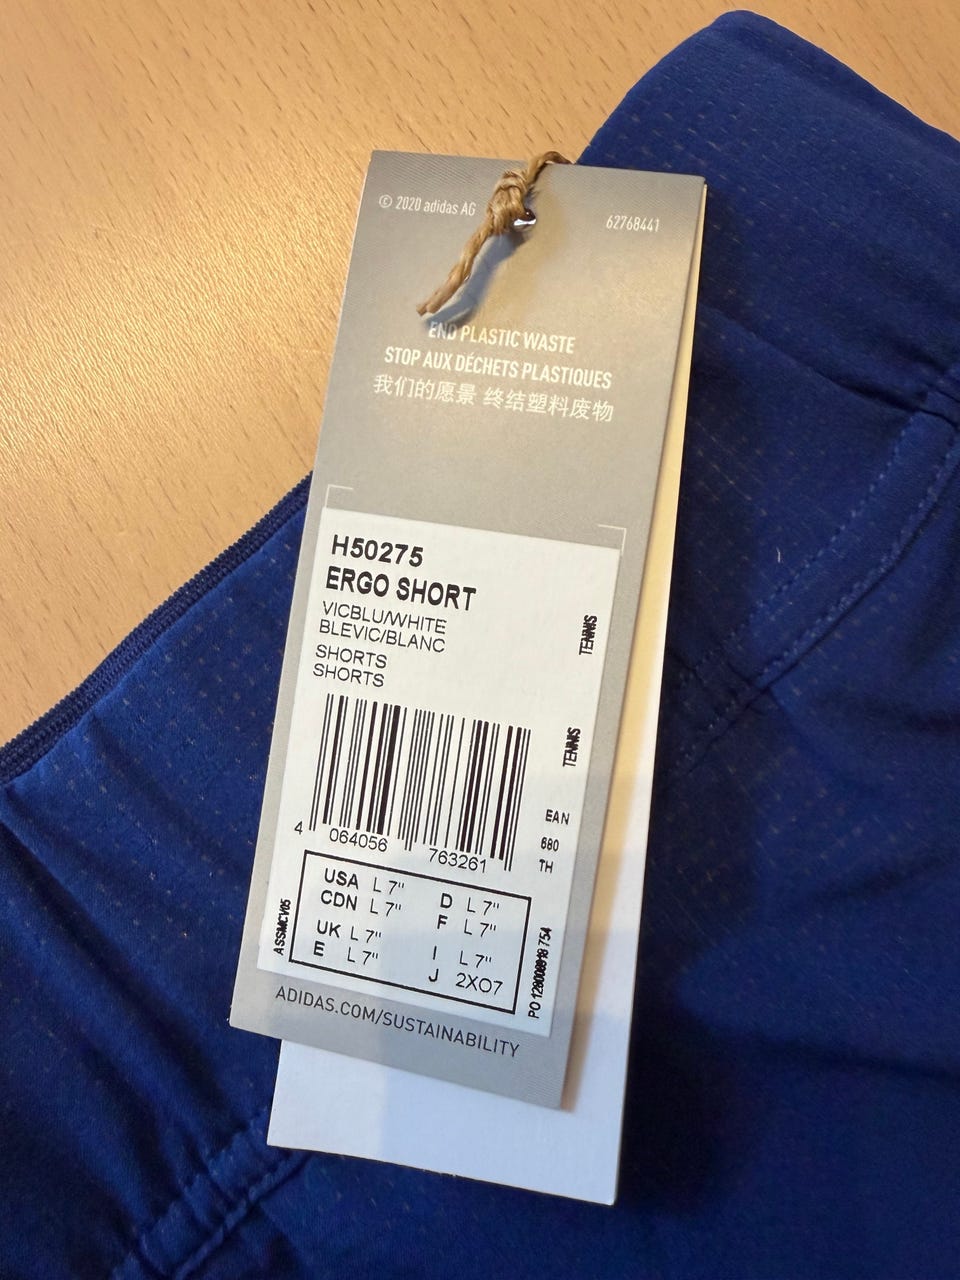 © 2020 adidas AG
62768441
END PLASTIC WASTE
STOP AUX DÉCHETS PLASTIQUES
我们的愿景 终结塑料废物
H50275
ERGO SHORT
VICBLU/WHITE
BLEVIC/BLANC
SHORTS
SHORTS
TENNIS
TENNIS
EAN
680
TH
4 064056 763261
USA L 7"
CDN L 7"
UK L 7"
E L 7"
D L 7"
F L 7"
I L 7"
J 2XO7
ASSMCV05
PO
ADIDAS.COM/SUSTAINABILITY